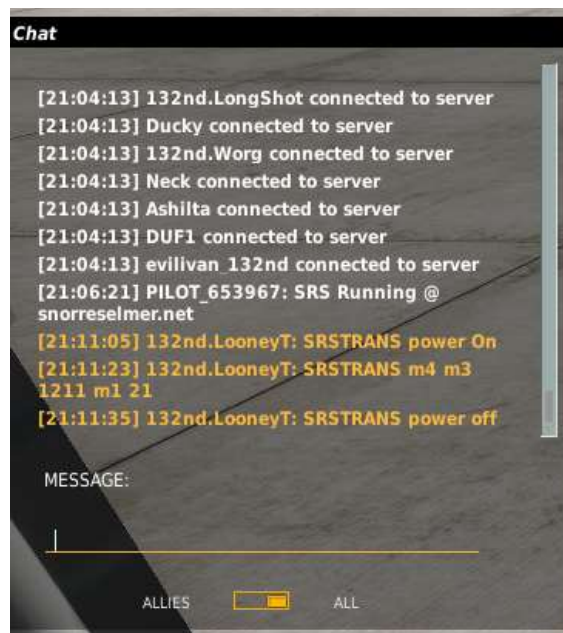 Chat
[21:04:13] 132nd.LongShot connected to server
[21:04:13] Ducky connected to server
[21:04:13] 132nd.Worg connected to server
[21:04:13] Neck connected to server
[21:04:13] Ashilta connected to server
[21:04:13] DUF1 connected to server
[21:04:13] evilivan_132nd connected to server
[21:06:21] PILOT_653967: SRS Running @
snorreselmer.net
[21:11:05] 132nd.LooneyT: SRSTRANS power On
[21:11:23] 132nd.LooneyT: SRSTRANS m4 m3
1211 m1 21
[21:11:35] 132nd.LooneyT: SRSTRANS power off
MESSAGE:
ALLIES ALL